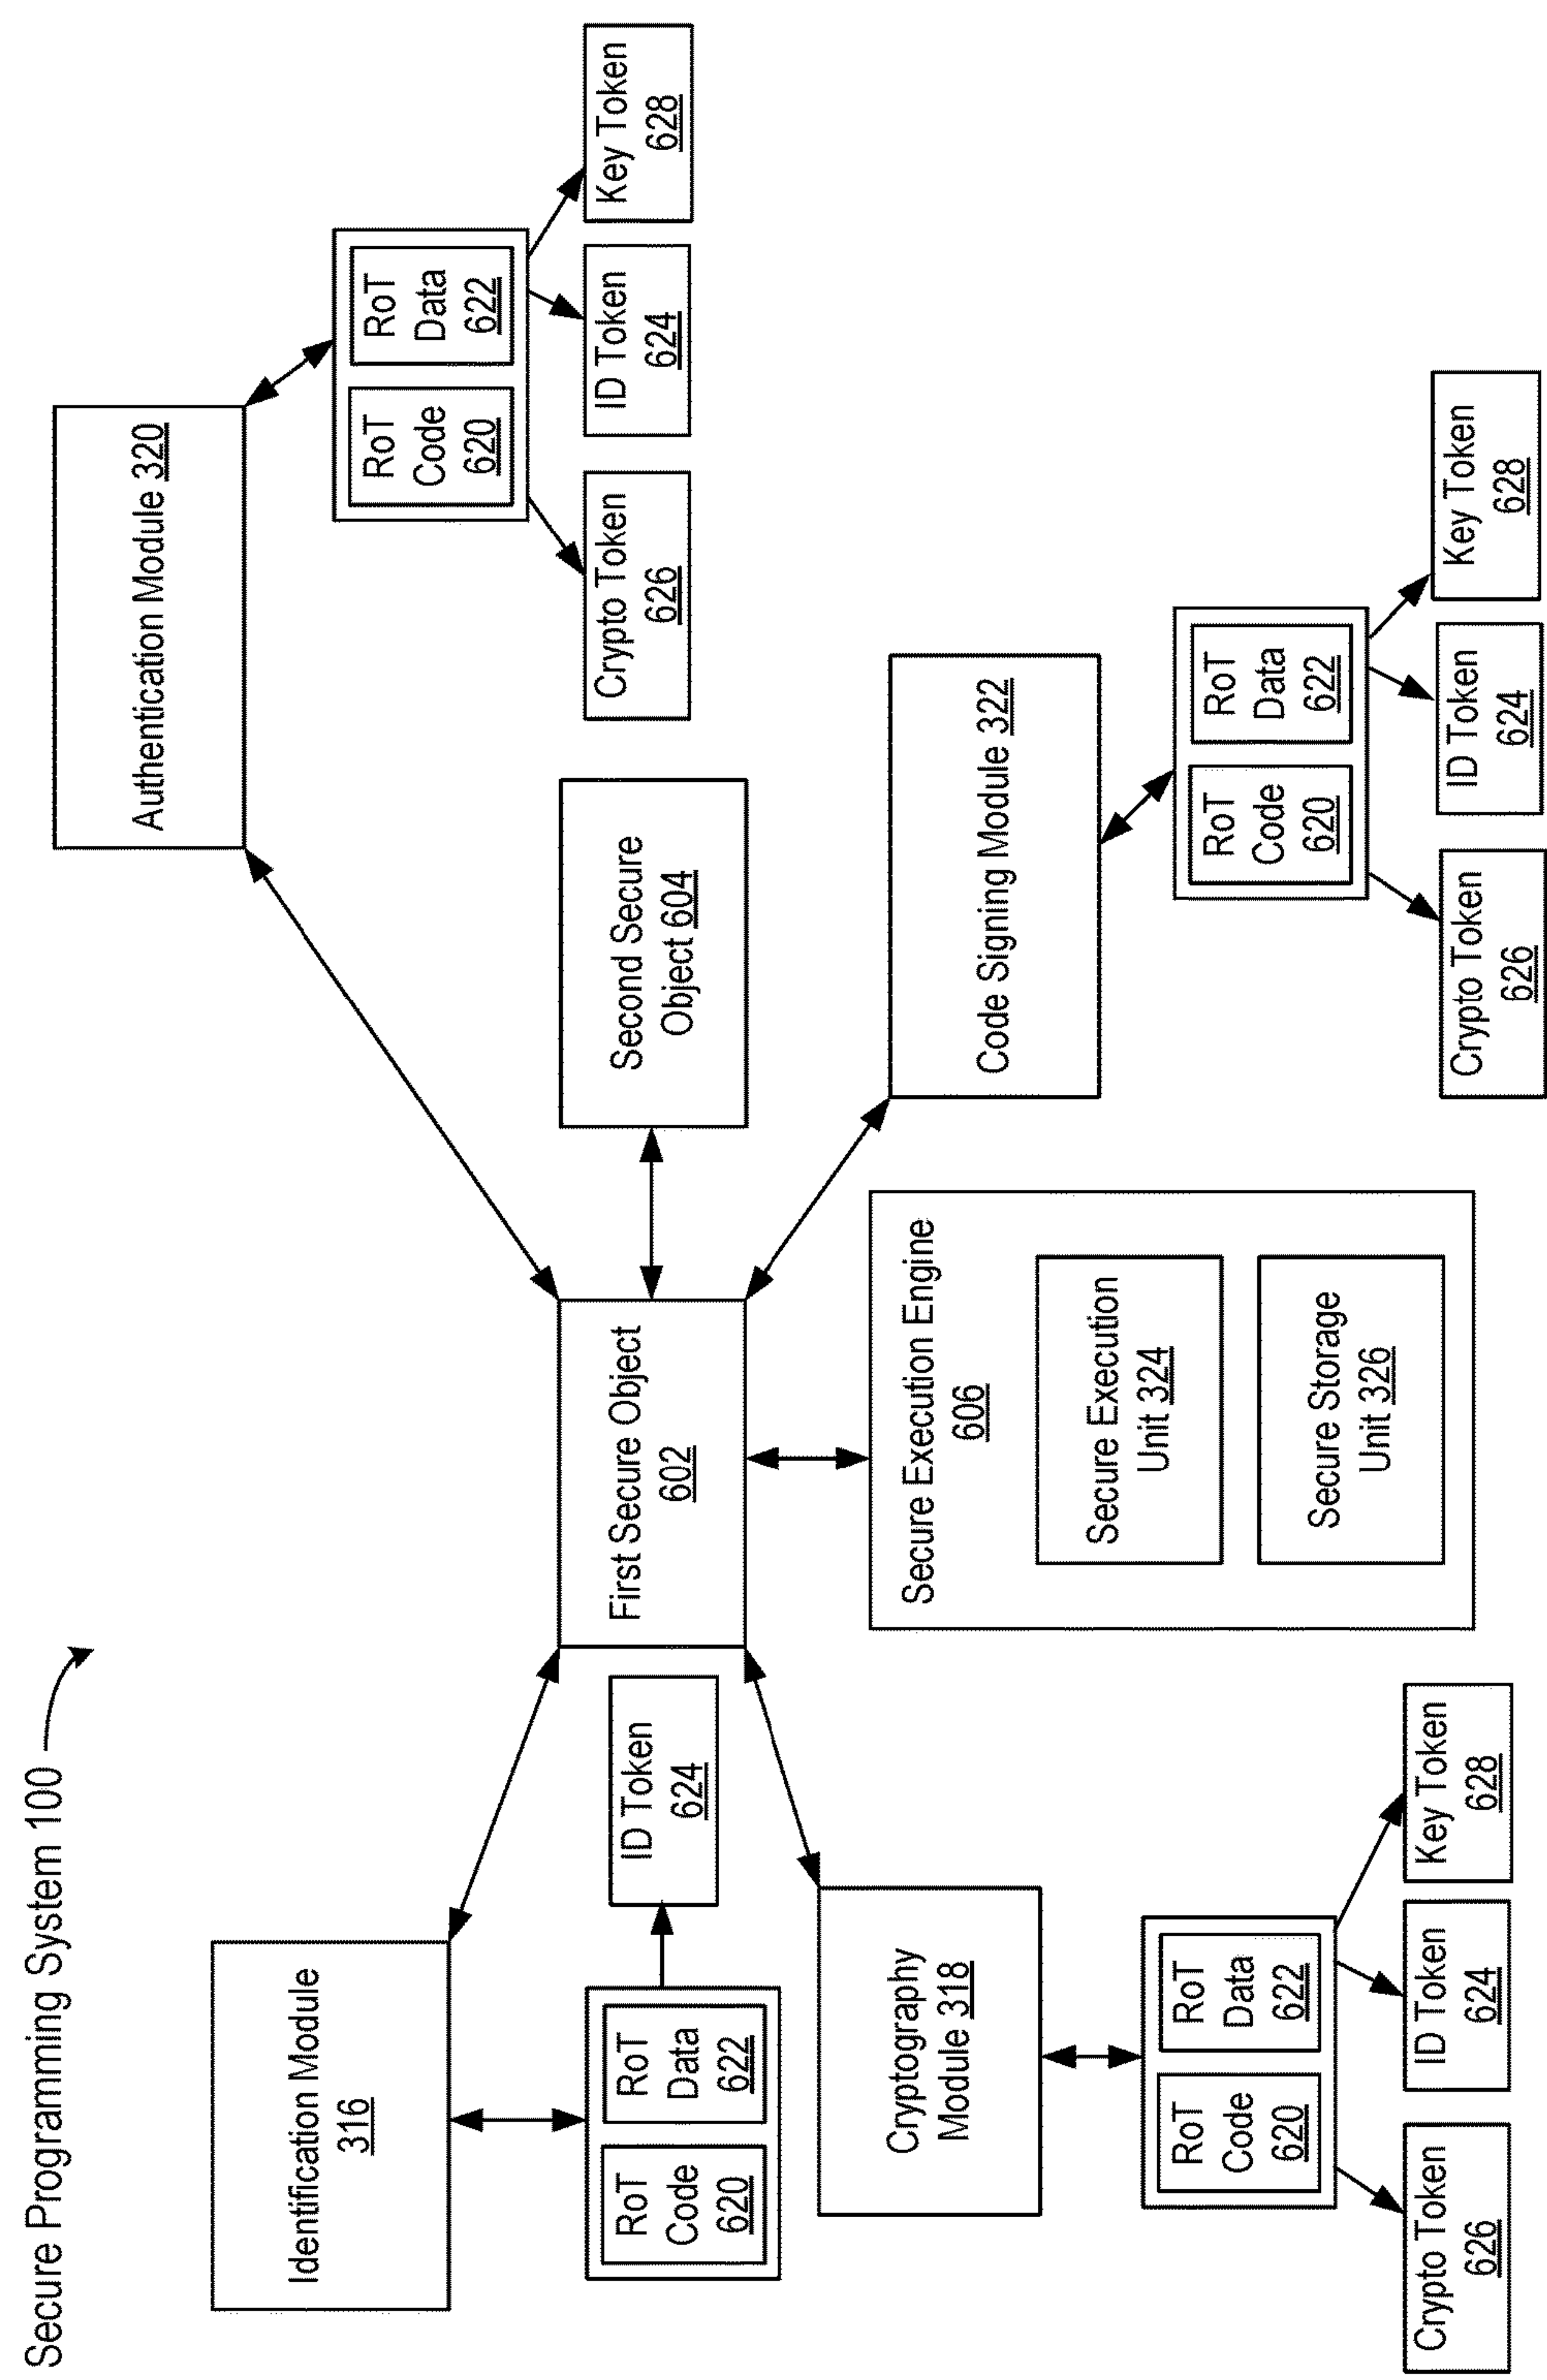 Secure Programming System 100
Identification Module
316
RoT
Code
620
RoT
Data
622
ID Token
624
Cryptography
Module 318
RoT
Code
620
RoT
Data
622
Crypto Token
626
ID Token
624
Key Token
628
First Secure Object
602
Second Secure
Object 604
Secure Execution Engine
606
Secure Execution
Unit 324
Secure Storage
Unit 326
Authentication Module 320
RoT
Code
620
RoT
Data
622
Crypto Token
626
ID Token
624
Key Token
628
Code Signing Module 322
RoT
Code
620
RoT
Data
622
Crypto Token
626
ID Token
624
Key Token
628